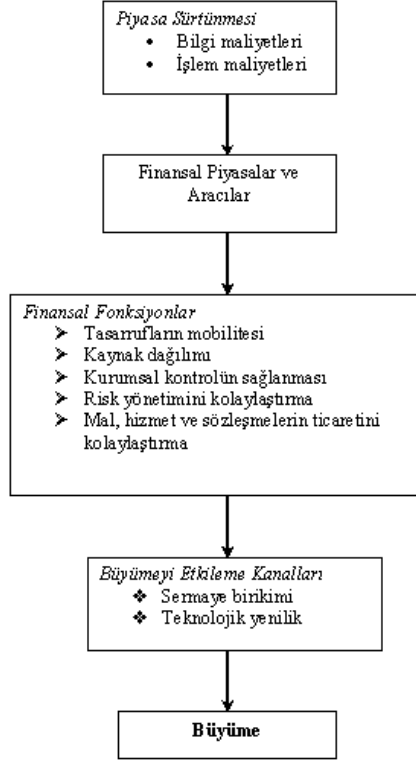 Piyasa Sürtünmesi
• Bilgi maliyetleri
• İşlem maliyetleri
Finansal Piyasalar ve
Aracılar
Finansal Fonksiyonlar
➢ Tasarrufların mobilitesi
➢ Kaynak dağılımı
➢ Kurumsal kontrolün sağlanması
➢ Risk yönetimini kolaylaştırma
➢ Mal, hizmet ve sözleşmelerin ticaretini
kolaylaştırma
Büyümeyi Etkileme Kanalları
❖ Sermaye birikimi
❖ Teknolojik yenilik
Büyüme